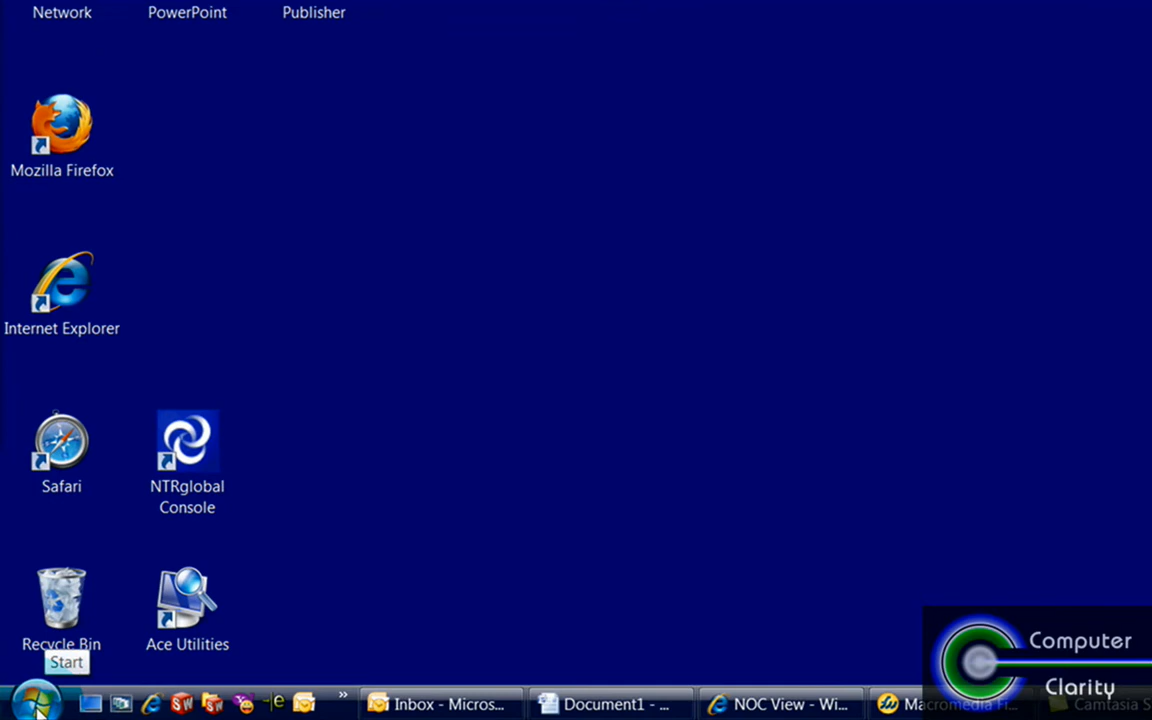 Network
PowerPoint
Publisher
Mozilla Firefox
Internet Explorer
Safari
NTRglobal
Console
Recycle Bin
Ace Utilities
Start
Computer
Clarity
Inbox - Micros...
Document1 - ...
NOC View - Wi...
Macromedia Fi...
Camtasia S